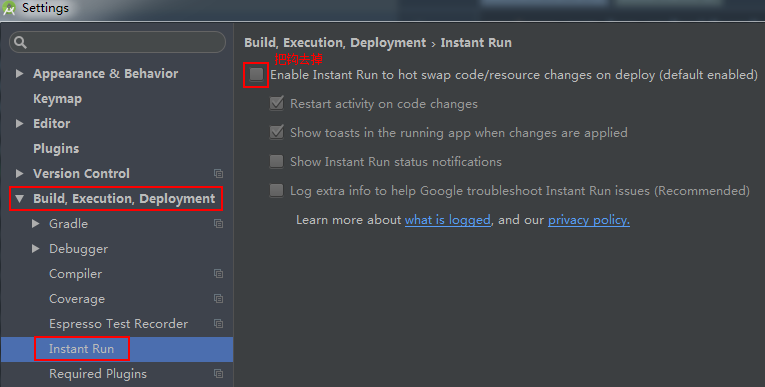 Settings
Appearance & Behavior
Keymap
Editor
Plugins
Version Control
Build, Execution, Deployment
Gradle
Debugger
Compiler
Coverage
Espresso Test Recorder
Instant Run
Required Plugins
Build, Execution, Deployment › Instant Run
把钩去掉
Enable Instant Run to hot swap code/resource changes on deploy (default enabled)
Restart activity on code changes
Show toasts in the running app when changes are applied
Show Instant Run status notifications
Log extra info to help Google troubleshoot Instant Run issues (Recommended)
Learn more about what is logged, and our privacy policy.